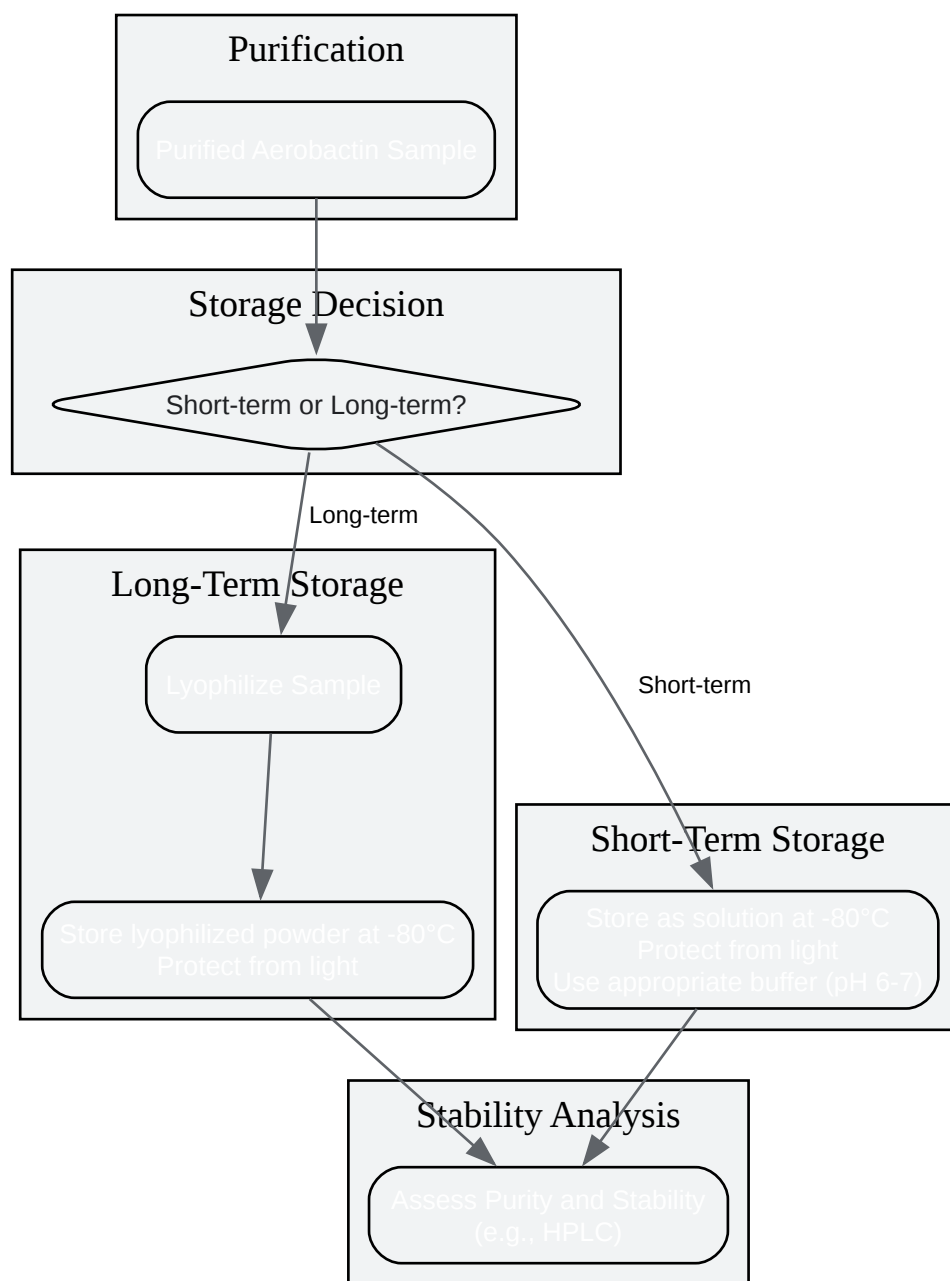 Purification
Purified Aerobactin Sample
Storage Decision
Short-term or Long-term?
Long-term
Long-Term Storage
Lyophilize Sample
Short-term
Short-Term Storage
Store lyophilized powder at -80°C
Protect from light
Store as solution at -80°C
Protect from light
Use appropriate buffer (pH 6-7)
Stability Analysis
Assess Purity and Stability
(e.g., HPLC)